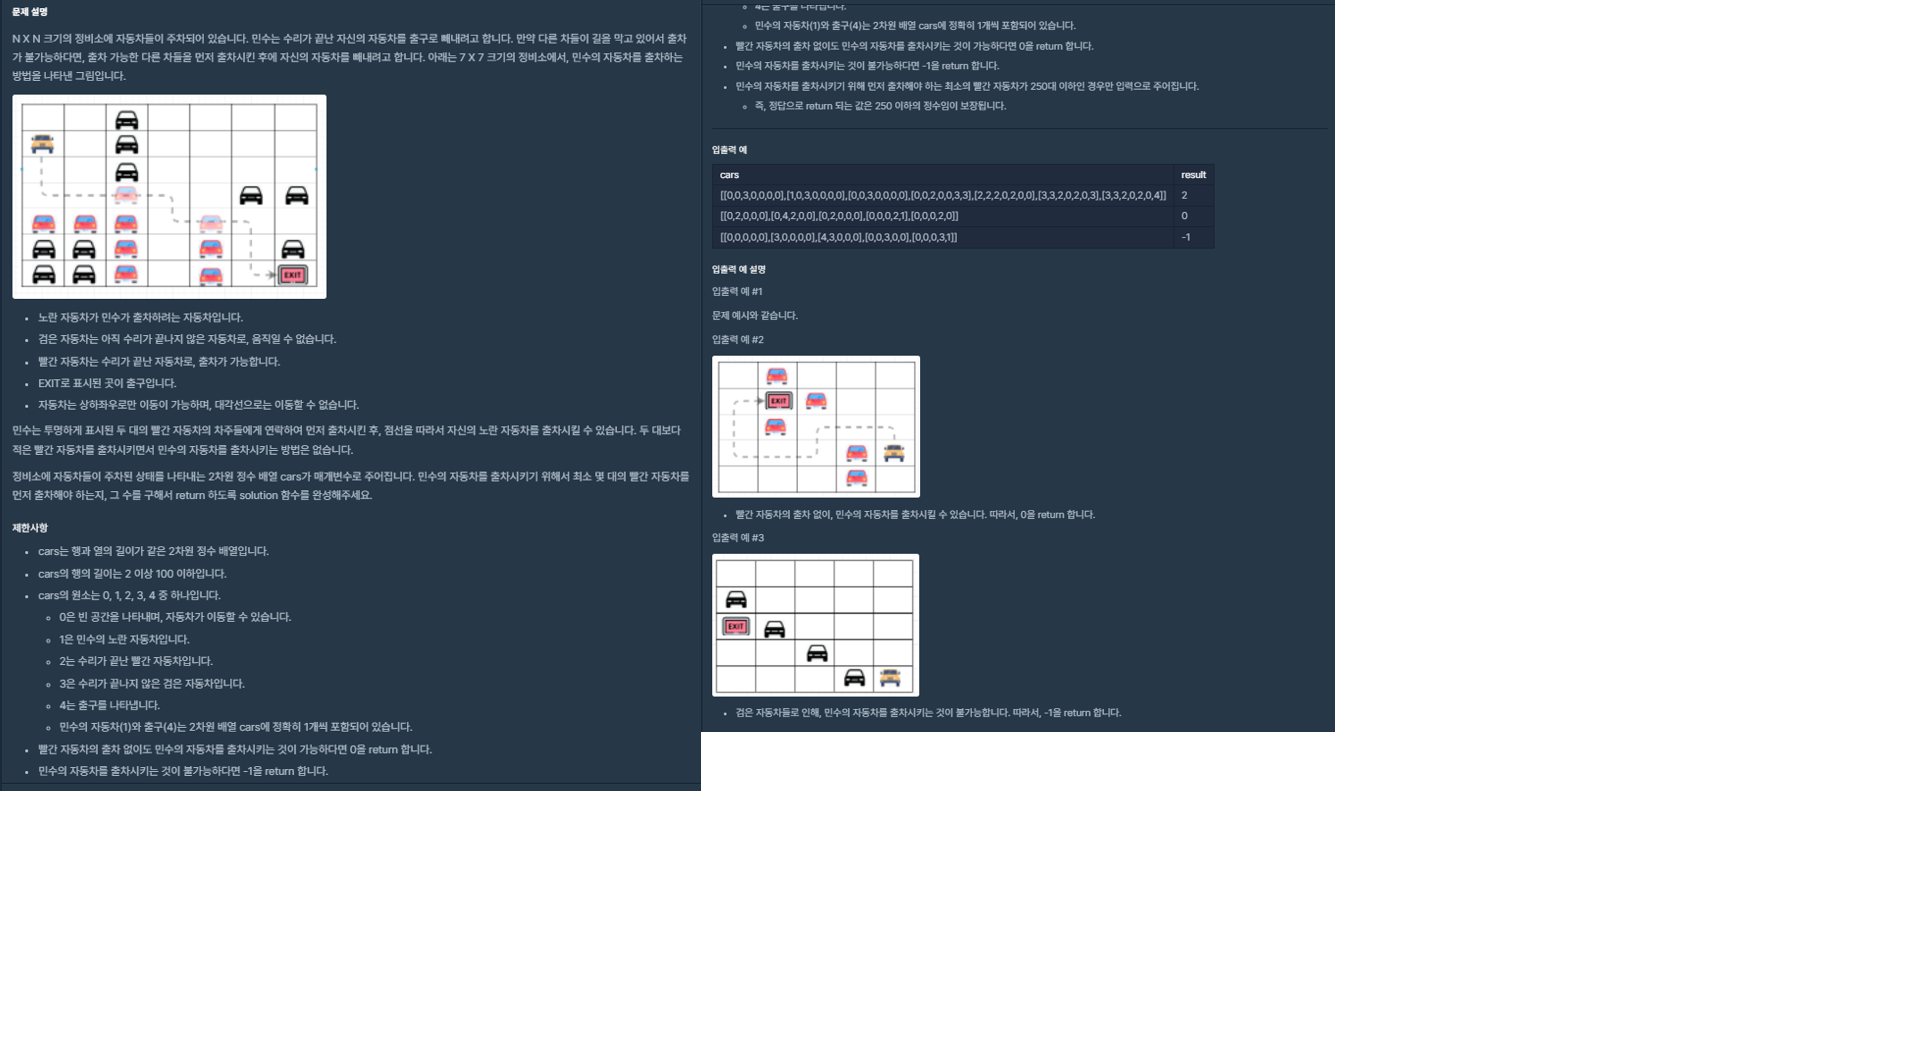 문제 설명
N X N 크기의 정비소에 자동차들이 주차되어 있습니다. 민수는 수리가 끝난 자신의 자동차를 출구로 빼내려고 합니다. 만약 다른 차들이 길을 막고 있어서 출차
가 불가능하다면, 출차 가능한 다른 차들을 먼저 출차시킨 후에 자신의 자동차를 빼내려고 합니다. 아래는 7 X 7 크기의 정비소에서, 민수의 자동차를 출차하는
방법을 나타낸 그림입니다.
EXIT
노란 자동차가 민수가 출차하려는 자동차입니다.
검은 자동차는 아직 수리가 끝나지 않은 자동차로, 움직일 수 없습니다.
빨간 자동차는 수리가 끝난 자동차로, 출차가 가능합니다.
EXIT로 표시된 곳이 출구입니다.
자동차는 상하좌우로만 이동이 가능하며, 대각선으로는 이동할 수 없습니다.
민수는 투명하게 표시된 두 대의 빨간 자동차의 차주들에게 연락하여 먼저 출차시킨 후, 점선을 따라서 자신의 노란 자동차를 출차시킬 수 있습니다. 두 대보다
적은 빨간 자동차를 출차시키면서 민수의 자동차를 출차시키는 방법은 없습니다.
정비소에 자동차들이 주차된 상태를 나타내는 2차원 정수 배열 cars가 매개변수로 주어집니다. 민수의 자동차를 출차시키기 위해서 최소 몇 대의 빨간 자동차를
먼저 출차해야 하는지, 그 수를 구해서 return 하도록 solution 함수를 완성해주세요.
제한사항
cars는 행과 열의 길이가 같은 2차원 정수 배열입니다.
cars의 행의 길이는 2 이상 100 이하입니다.
cars의 원소는 0, 1, 2, 3, 4 중 하나입니다.
0은 빈 공간을 나타내며, 자동차가 이동할 수 있습니다.
1은 민수의 노란 자동차입니다.
2는 수리가 끝난 빨간 자동차입니다.
3은 수리가 끝나지 않은 검은 자동차입니다.
4는 출구를 나타냅니다.
민수의 자동차(1)와 출구(4)는 2차원 배열 cars에 정확히 1개씩 포함되어 있습니다.
빨간 자동차의 출차 없이도 민수의 자동차를 출차시키는 것이 가능하다면 0을 return 합니다.
민수의 자동차를 출차시키는 것이 불가능하다면 -1을 return 합니다.
4는 출구를 나타냅니다.
민수의 자동차(1)와 출구(4)는 2차원 배열 cars에 정확히 1개씩 포함되어 있습니다.
빨간 자동차의 출차 없이도 민수의 자동차를 출차시키는 것이 가능하다면 0을 return 합니다.
민수의 자동차를 출차시키는 것이 불가능하다면 -1을 return 합니다.
민수의 자동차를 출차시키기 위해 먼저 출차해야 하는 최소의 빨간 자동차가 250대 이하인 경우만 입력으로 주어집니다.
즉, 정답으로 return 되는 값은 250 이하의 정수임이 보장됩니다.
입출력 예
cars result
[[0,0,3,0,0,0,0],[1,0,3,0,0,0,0],[0,0,3,0,0,0,0],[0,0,2,0,0,3,3],[2,2,2,0,2,0,0],[3,3,2,0,2,0,3],[3,3,2,0,2,0,4]] 2
[[0,2,0,0,0],[0,4,2,0,0],[0,2,0,0,0],[0,0,0,2,1],[0,0,0,2,0]] 0
[[0,0,0,0,0],[3,0,0,0,0],[4,3,0,0,0],[0,0,3,0,0],[0,0,0,3,1]] -1
입출력 예 설명
입출력 예 #1
문제 예시와 같습니다.
입출력 예 #2
EXIT
빨간 자동차의 출차 없이, 민수의 자동차를 출차시킬 수 있습니다. 따라서, 0을 return 합니다.
입출력 예 #3
EXIT
검은 자동차들로 인해, 민수의 자동차를 출차시키는 것이 불가능합니다. 따라서, -1을 return 합니다.